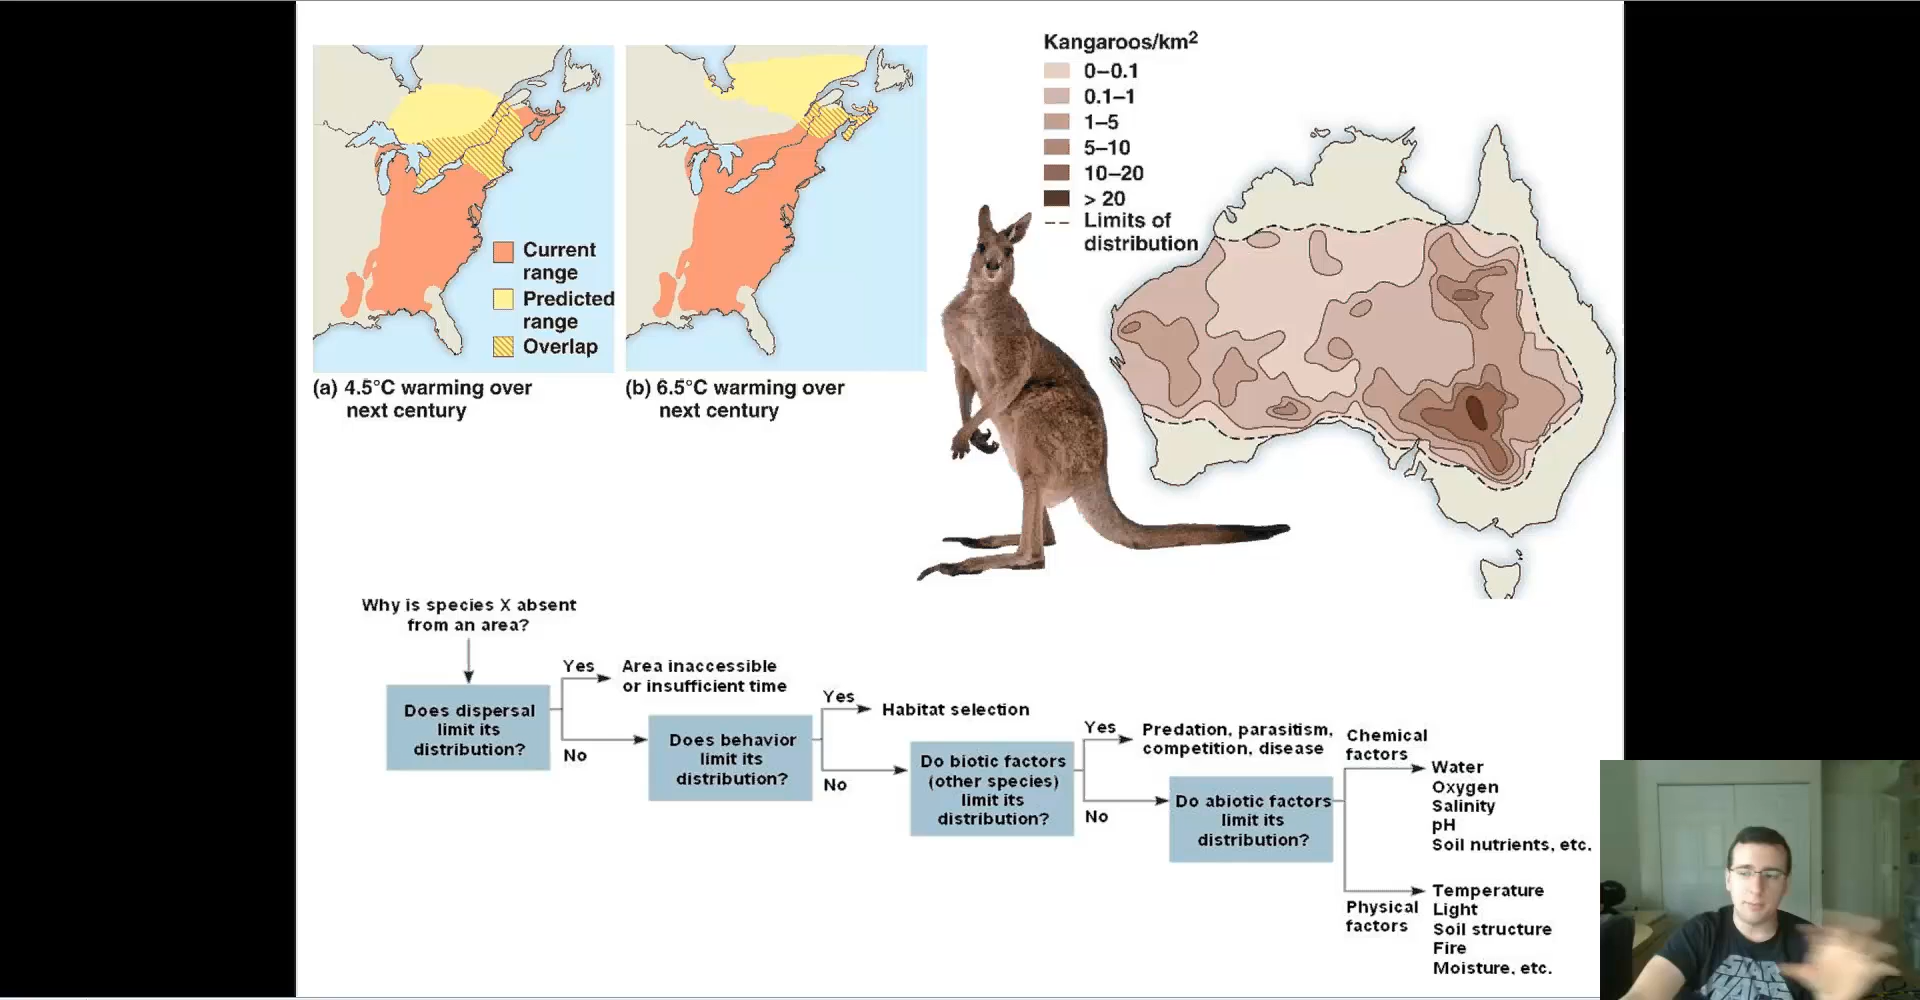 Current
range
Predicted
range
Overlap
(a) 4.5°C warming over
next century
(b) 6.5°C warming over
next century
Kangaroos/km²
0–0.1
0.1–1
1–5
5–10
10–20
> 20
Limits of
distribution
Why is species X absent
from an area?
Does dispersal
limit its
distribution?
Yes
Area inaccessible
or insufficient time
No
Does behavior
limit its
distribution?
Yes
Habitat selection
No
Do biotic factors
(other species)
limit its
distribution?
Yes
Predation, parasitism,
competition, disease
No
Do abiotic factors
limit its
distribution?
Chemical
factors
Water
Oxygen
Salinity
pH
Soil nutrients, etc.
Physical
factors
Temperature
Light
Soil structure
Fire
Moisture, etc.
STAR
WARS